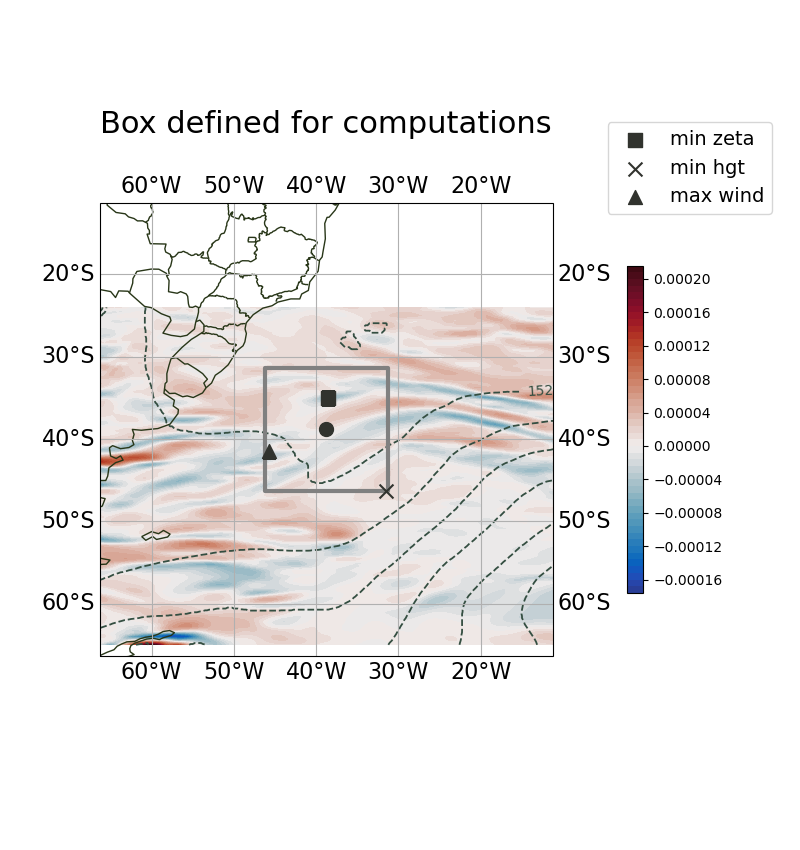 Box defined for computations
min zeta
min hgt
max wind
60°W 50°W 40°W 30°W 20°W
20°S 20°S
30°S 30°S
40°S 40°S
50°S 50°S
60°S 60°S
152
60°W 50°W 40°W 30°W 20°W
0.00020
0.00016
0.00012
0.00008
0.00004
0.00000
−0.00004
−0.00008
−0.00012
−0.00016